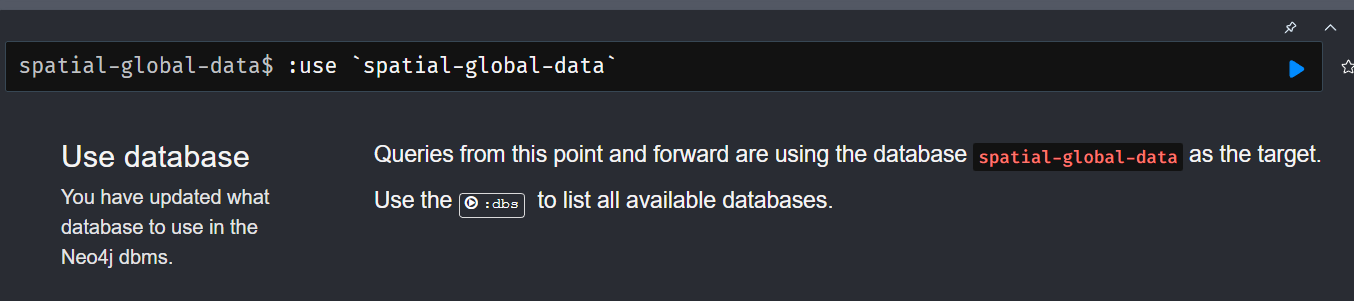 spatial-global-data$ :use `spatial-global-data`
Use database
You have updated what
database to use in the
Neo4j dbms.
Queries from this point and forward are using the database spatial-global-data as the target.
Use the :dbs to list all available databases.